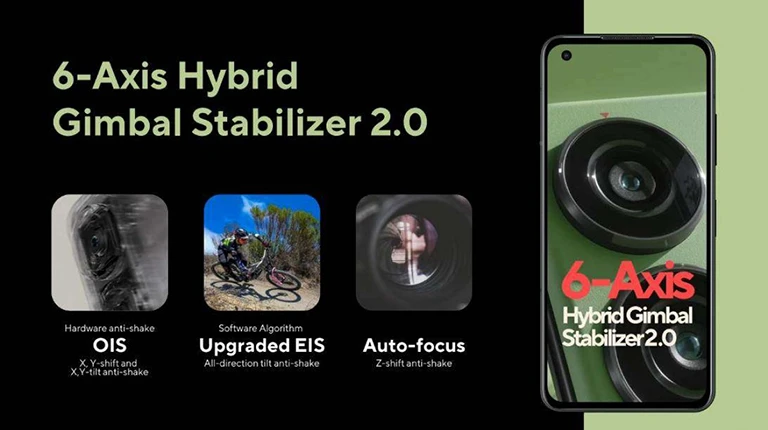 6-Axis Hybrid
Gimbal Stabilizer 2.0
Hardware anti-shake
OIS
X, Y-shift and
X,Y-tilt anti-shake
Software Algorithm
Upgraded EIS
All-direction tilt anti-shake
Auto-focus
Z-shift anti-shake
6-Axis
Hybrid Gimbal
Stabilizer 2.0